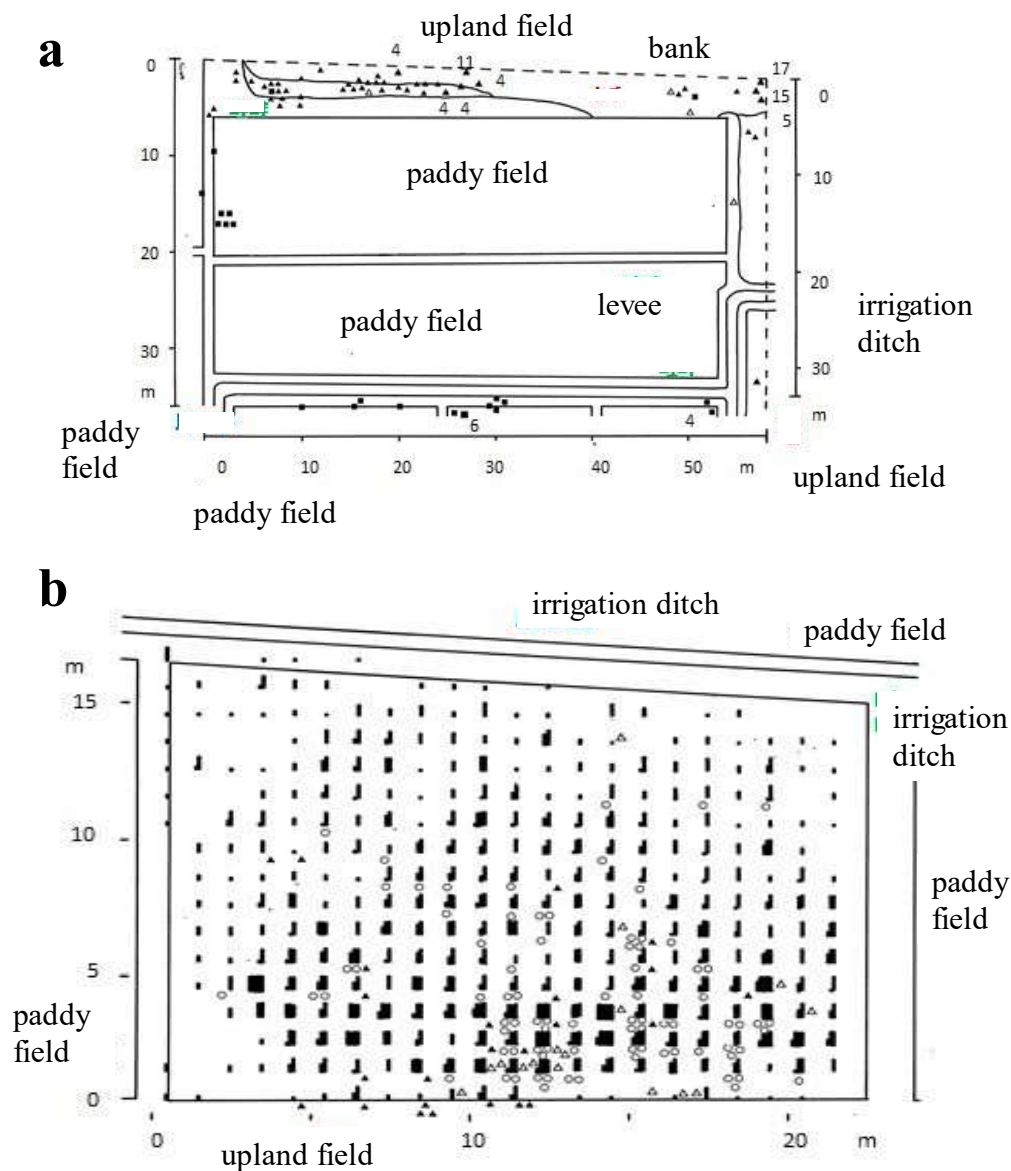 a
upland field
bank
4
11
4
4 4
17
15
5
0
10
20
30
m
0
10
20
30
m
paddy field
paddy field
levee
irrigation
ditch
6
4
paddy
field
0 10 20 30 40 50 m
upland field
paddy field
b
irrigation ditch
paddy field
m
15
10
5
0
irrigation
ditch
paddy
field
paddy
field
0 10 20 m
upland field